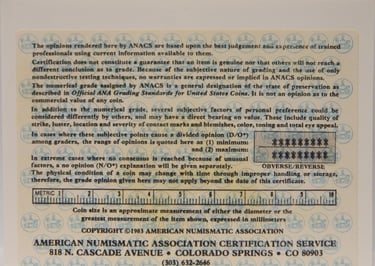 The opinions rendered here by ANACS are based upon the best judgement and experience of trained
professionals using current information available to them.
Certification does not constitute a guarantee that an item is genuine nor that others will not reach a
different conclusion as to grade. Because of the subjective nature of grading and the use of only
nondestructive testing techniques, no warranties are expressed or implied in ANACS opinions.
The numerical grade assigned by ANACS is a general designation of the state of preservation as
described in Official ANA Grading Standards for United States Coins. It is not an opinion as to the
commercial value of any coin.
In addition to the numerical grade, several subjective factors of personal preference could be
considered differently by others, and may have a direct bearing on value. These include quality of
strike, luster, location and severity of contact marks and blemishes, color, toning and total eye appeal.
In cases where these subjective points cause a divided opinion (D/O*)
among graders, the range of opinions is quoted here as (1) minimum:
and (2) maximum:
In extreme cases where no consensus is reached because of unusual
factors, a no opinion (N/O*) explanation will be given separately.
OBVERSE/REVERSE
The physical condition of a coin may change with time through improper handling or storage,
therefore, the grade opinion given here may not apply beyond the date of this certificate.
METRIC 1 2 3 4 5 6 7 8 9 10
Coin size is an approximate measurement of either the diameter or the
greatest measurement of the item shown, expressed in millimeters
COPYRIGHT ©1983 AMERICAN NUMISMATIC ASSOCIATION
AMERICAN NUMISMATIC ASSOCIATION CERTIFICATION SERVICE
818 N. CASCADE AVENUE • COLORADO SPRINGS • CO 80903
(303) 632-2646